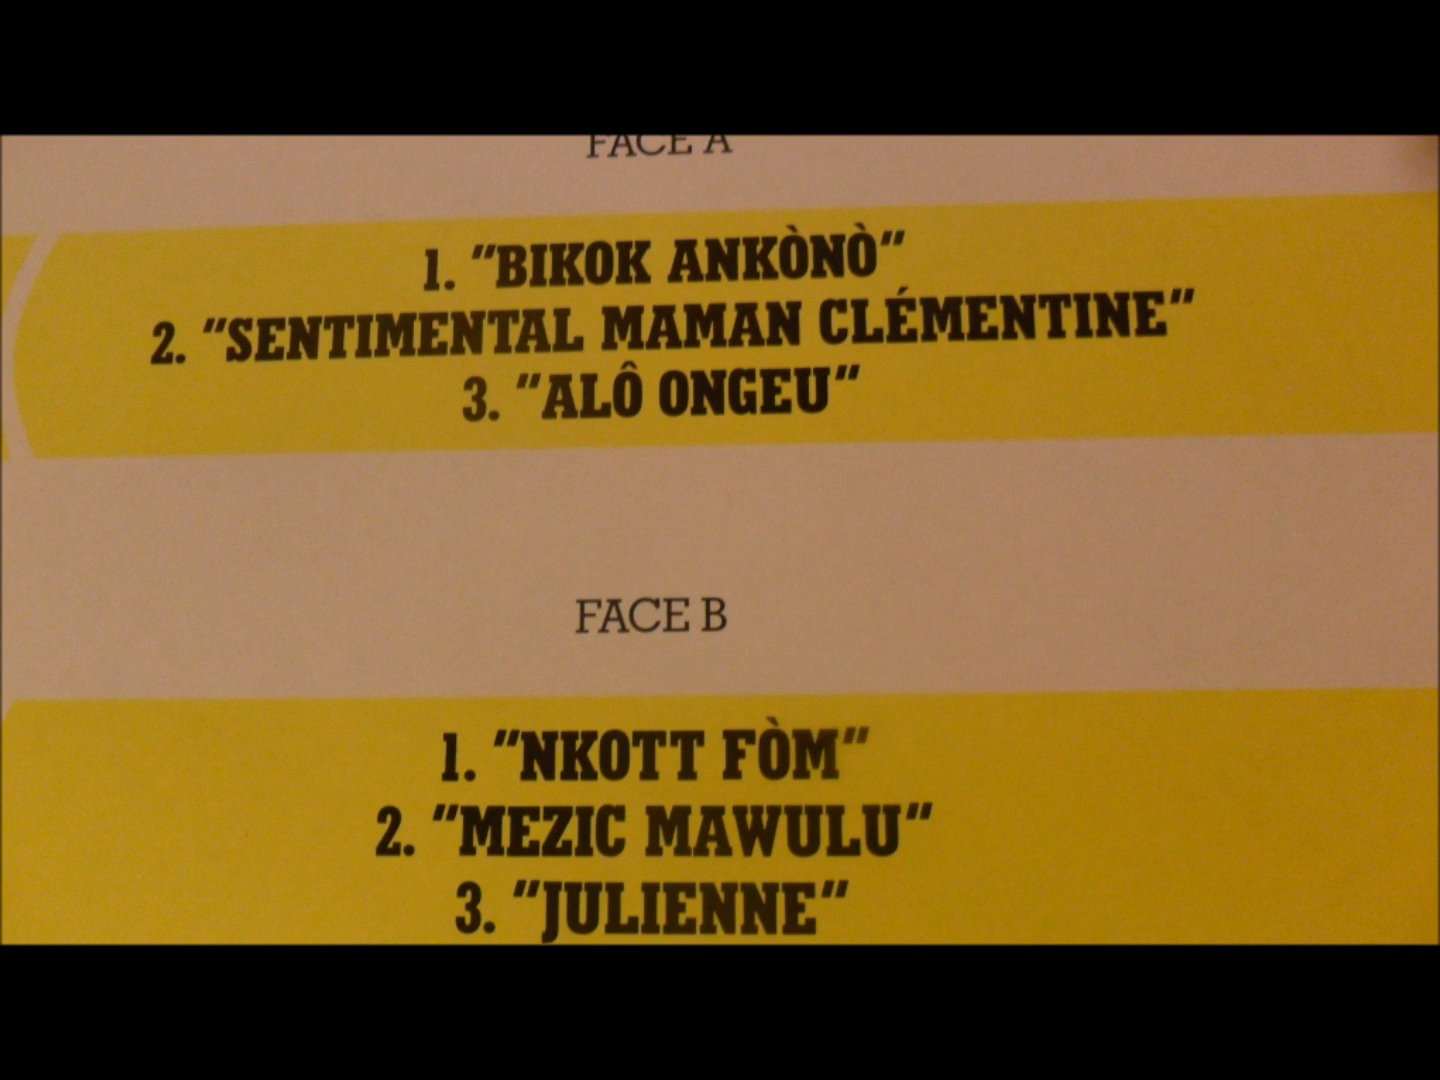 FACE A
1. "BIKOK ANKÒNÒ"
2. "SENTIMENTAL MAMAN CLÉMENTINE"
3. "ALÔ ONGEU"
FACE B
1. "NKOTT FÒM"
2. "MEZIC MAWULU"
3. "JULIENNE"